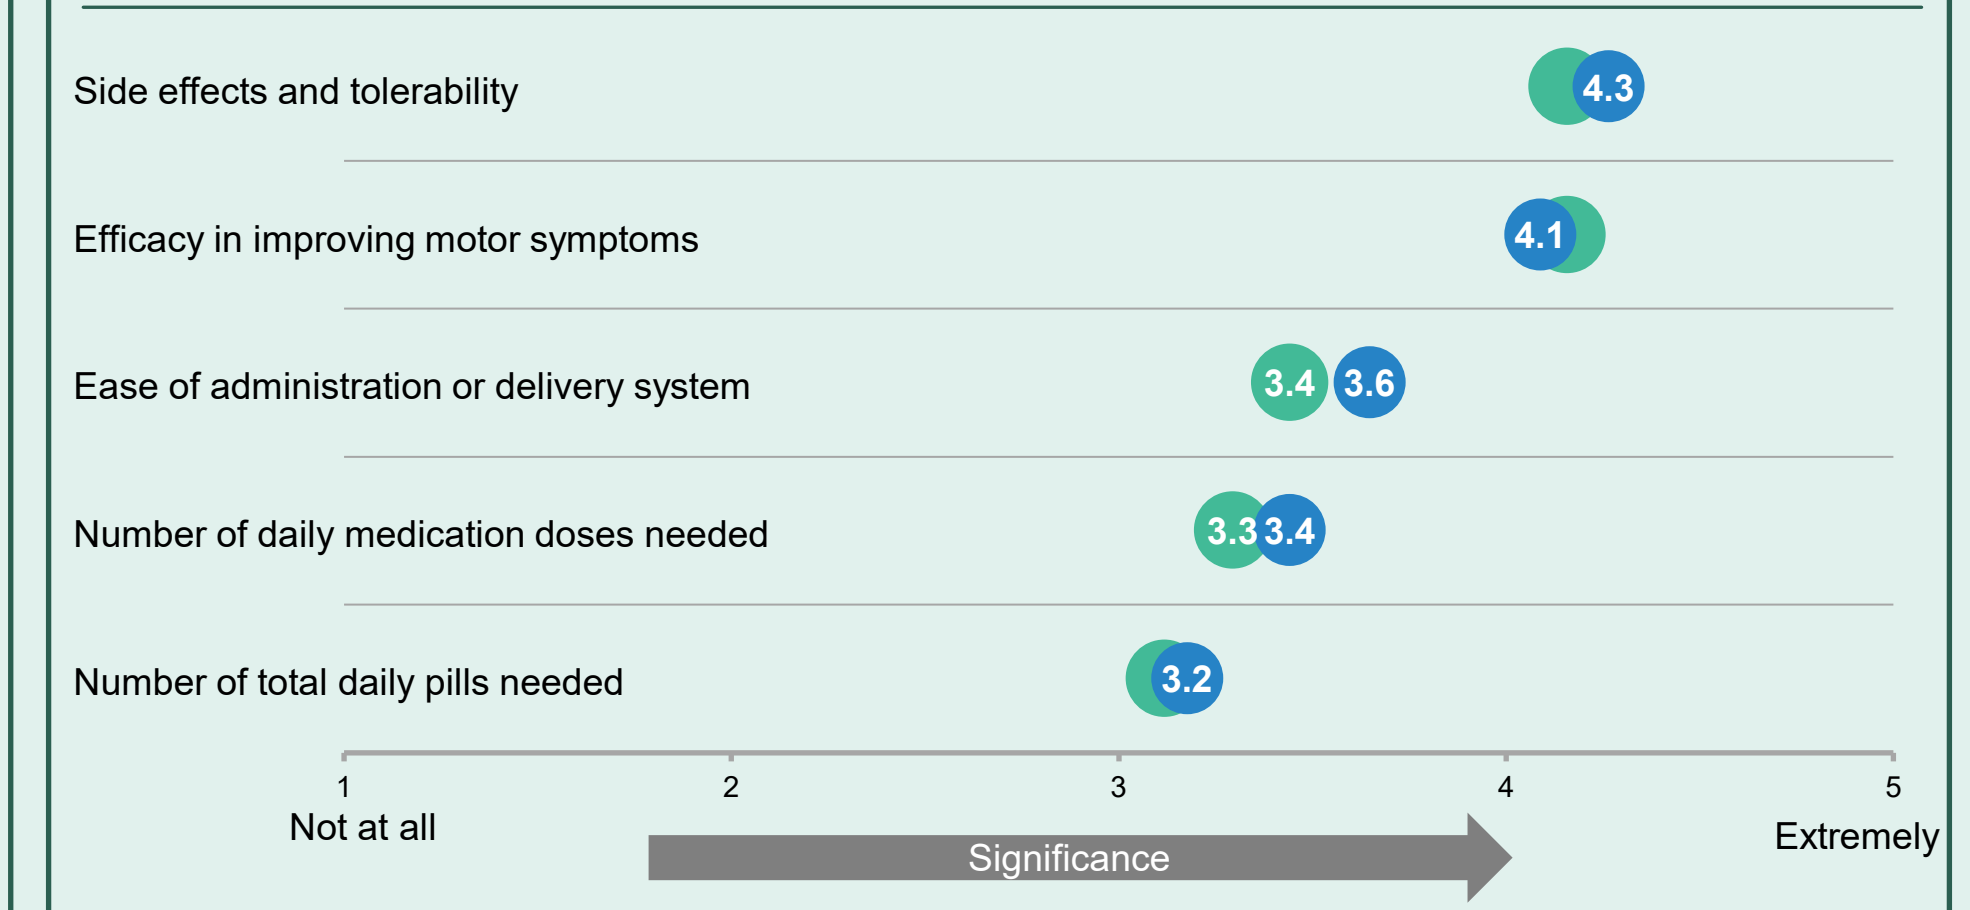 Side effects and tolerability
4.3
Efficacy in improving motor symptoms
4.1
Ease of administration or delivery system
3.4 3.6
Number of daily medication doses needed
3.3 3.4
Number of total daily pills needed
3.2
1 2 3 4 5
Not at all
Extremely
Significance